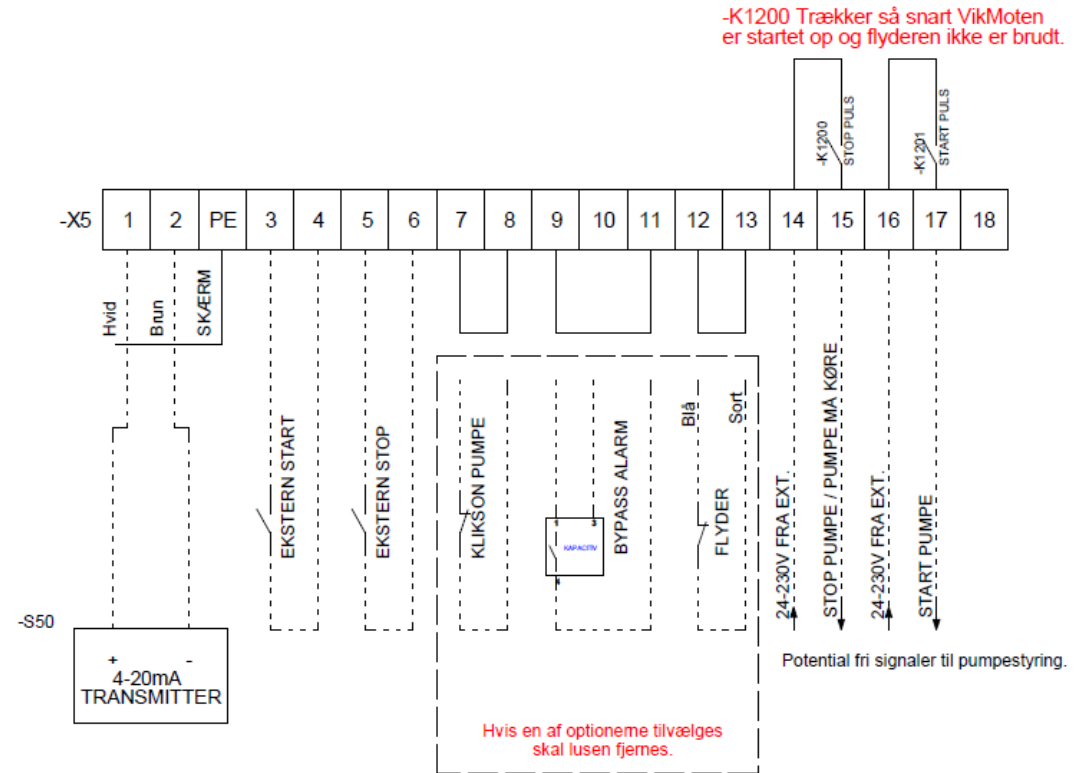 -K1200 Trækker så snart VikMoten
er startet op og flyderen ikke er brudt.
-K1200
STOP PULS
-K1201
START PULS
-X5
1
2
PE
3
4
5
6
7
8
9
10
11
12
13
14
15
16
17
18
Hvid
Brun
SKÆRM
EKSTERN START
EKSTERN STOP
KLIKSON PUMPE
1
3
KAPACITIV
4
BYPASS ALARM
Blå
Sort
FLYDER
24-230V FRA EXT.
STOP PUMPE / PUMPE MÅ KØRE
24-230V FRA EXT.
START PUMPE
-S50
+
-
4-20mA
TRANSMITTER
Potential fri signaler til pumpestyring.
Hvis en af optionerne tilvælges
skal lusen fjernes.